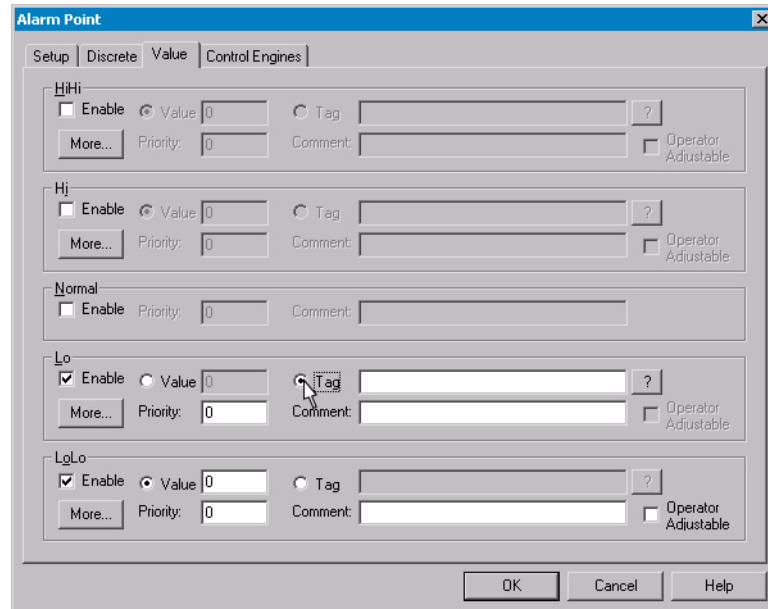 Alarm Point
Setup Discrete Value Control Engines
HiHi
Enable Value 0 Tag ?
More... Priority: 0 Comment: Operator Adjustable
Hi
Enable Value 0 Tag ?
More... Priority: 0 Comment: Operator Adjustable
Normal
Enable Priority: 0 Comment:
Lo
Enable Value 0 Tag ?
More... Priority: 0 Comment: Operator Adjustable
LoLo
Enable Value 0 Tag ?
More... Priority: 0 Comment: Operator Adjustable
OK Cancel Help